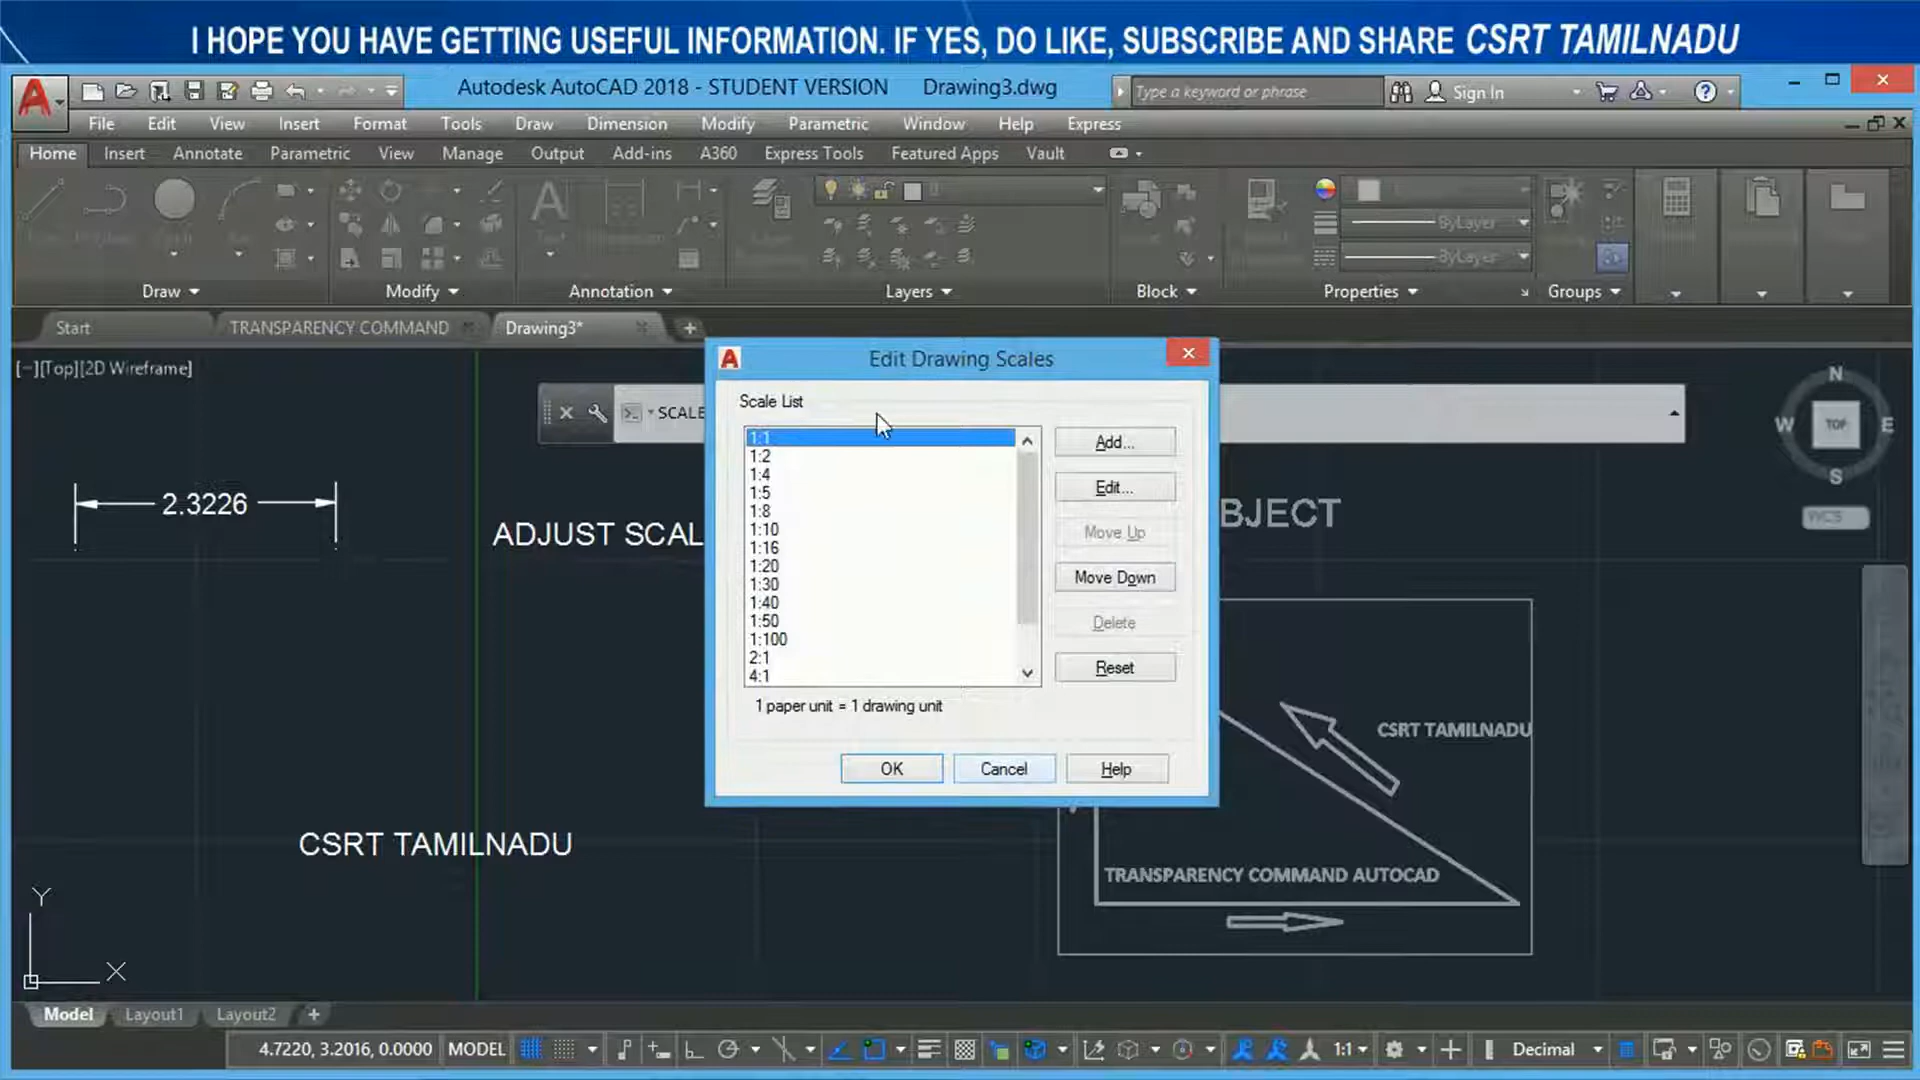 I HOPE YOU HAVE GETTING USEFUL INFORMATION. IF YES, DO LIKE, SUBSCRIBE AND SHARE CSRT TAMILNADU
Autodesk AutoCAD 2018 - STUDENT VERSION Drawing3.dwg
Type a keyword or phrase
Sign In
File Edit View Insert Format Tools Draw Dimension Modify Parametric Window Help Express
Home Insert Annotate Parametric View Manage Output Add-ins A360 Express Tools Featured Apps Vault
ByLayer
ByLayer
Draw Modify Annotation Layers Block Properties Groups
Start TRANSPARENCY COMMAND Drawing3*
[−][Top][2D Wireframe]
Edit Drawing Scales
Scale List
SCALE
1:1
1:2
1:4
1:5
1:8
1:10
1:16
1:20
1:30
1:40
1:50
1:100
2:1
4:1
Add...
Edit...
Move Up
Move Down
Delete
Reset
1 paper unit = 1 drawing unit
OK Cancel Help
N
W TOP E
S
WCS
2.3226
ADJUST SCAL
BJECT
CSRT TAMILNADU
CSRT TAMILNADU
TRANSPARENCY COMMAND AUTOCAD
Y
X
Model Layout1 Layout2 +
4.7220, 3.2016, 0.0000 MODEL 1:1 Decimal